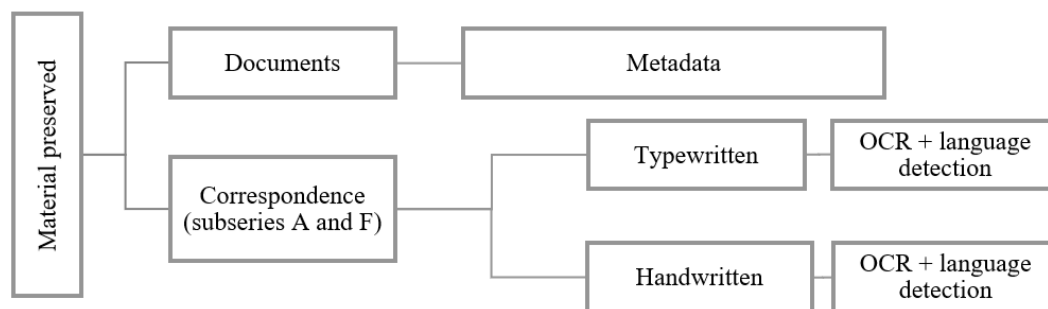 Material preserved
Documents
Metadata
Correspondence
(subseries A and F)
Typewritten
OCR + language
detection
Handwritten
OCR + language
detection